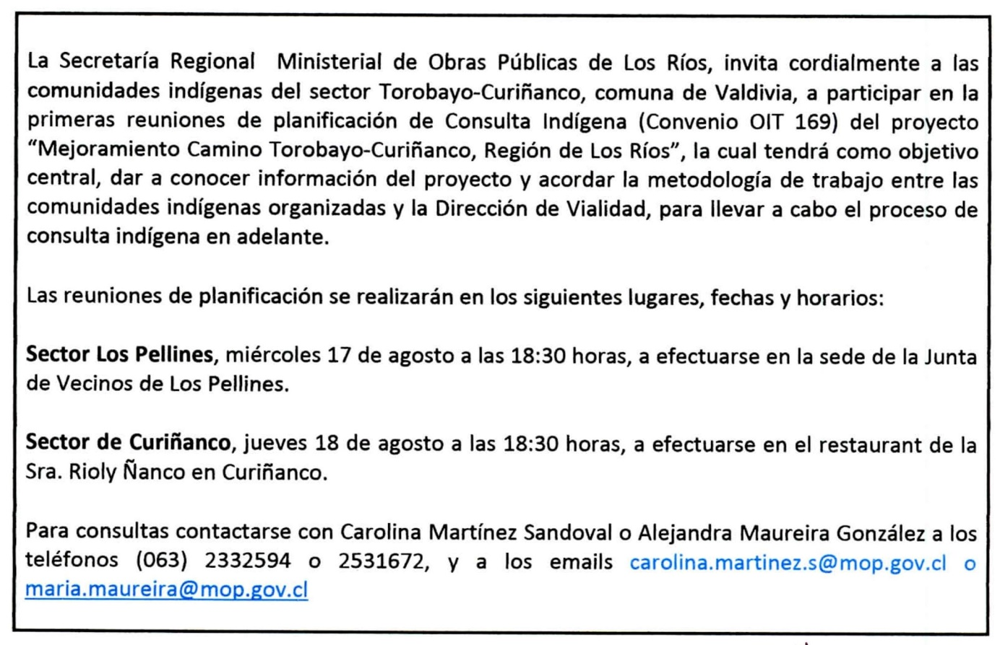 La Secretaría Regional  Ministerial de Obras Públicas de Los Ríos, invita cordialmente a las
comunidades indígenas del sector Torobayo-Curiñanco, comuna de Valdivia, a participar en la
primeras reuniones de planificación de Consulta Indígena (Convenio OIT 169) del proyecto
“Mejoramiento Camino Torobayo-Curiñanco, Región de Los Ríos”, la cual tendrá como objetivo
central, dar a conocer información del proyecto y acordar la metodología de trabajo entre las
comunidades indígenas organizadas y la Dirección de Vialidad, para llevar a cabo el proceso de
consulta indígena en adelante.
Las reuniones de planificación se realizarán en los siguientes lugares, fechas y horarios:
Sector Los Pellines, miércoles 17 de agosto a las 18:30 horas, a efectuarse en la sede de la Junta
de Vecinos de Los Pellines.
Sector de Curiñanco, jueves 18 de agosto a las 18:30 horas, a efectuarse en el restaurant de la
Sra. Rioly Ñanco en Curiñanco.
Para consultas contactarse con Carolina Martínez Sandoval o Alejandra Maureira González a los
teléfonos (063) 2332594 o 2531672, y a los emails carolina.martinez.s@mop.gov.cl o
maria.maureira@mop.gov.cl